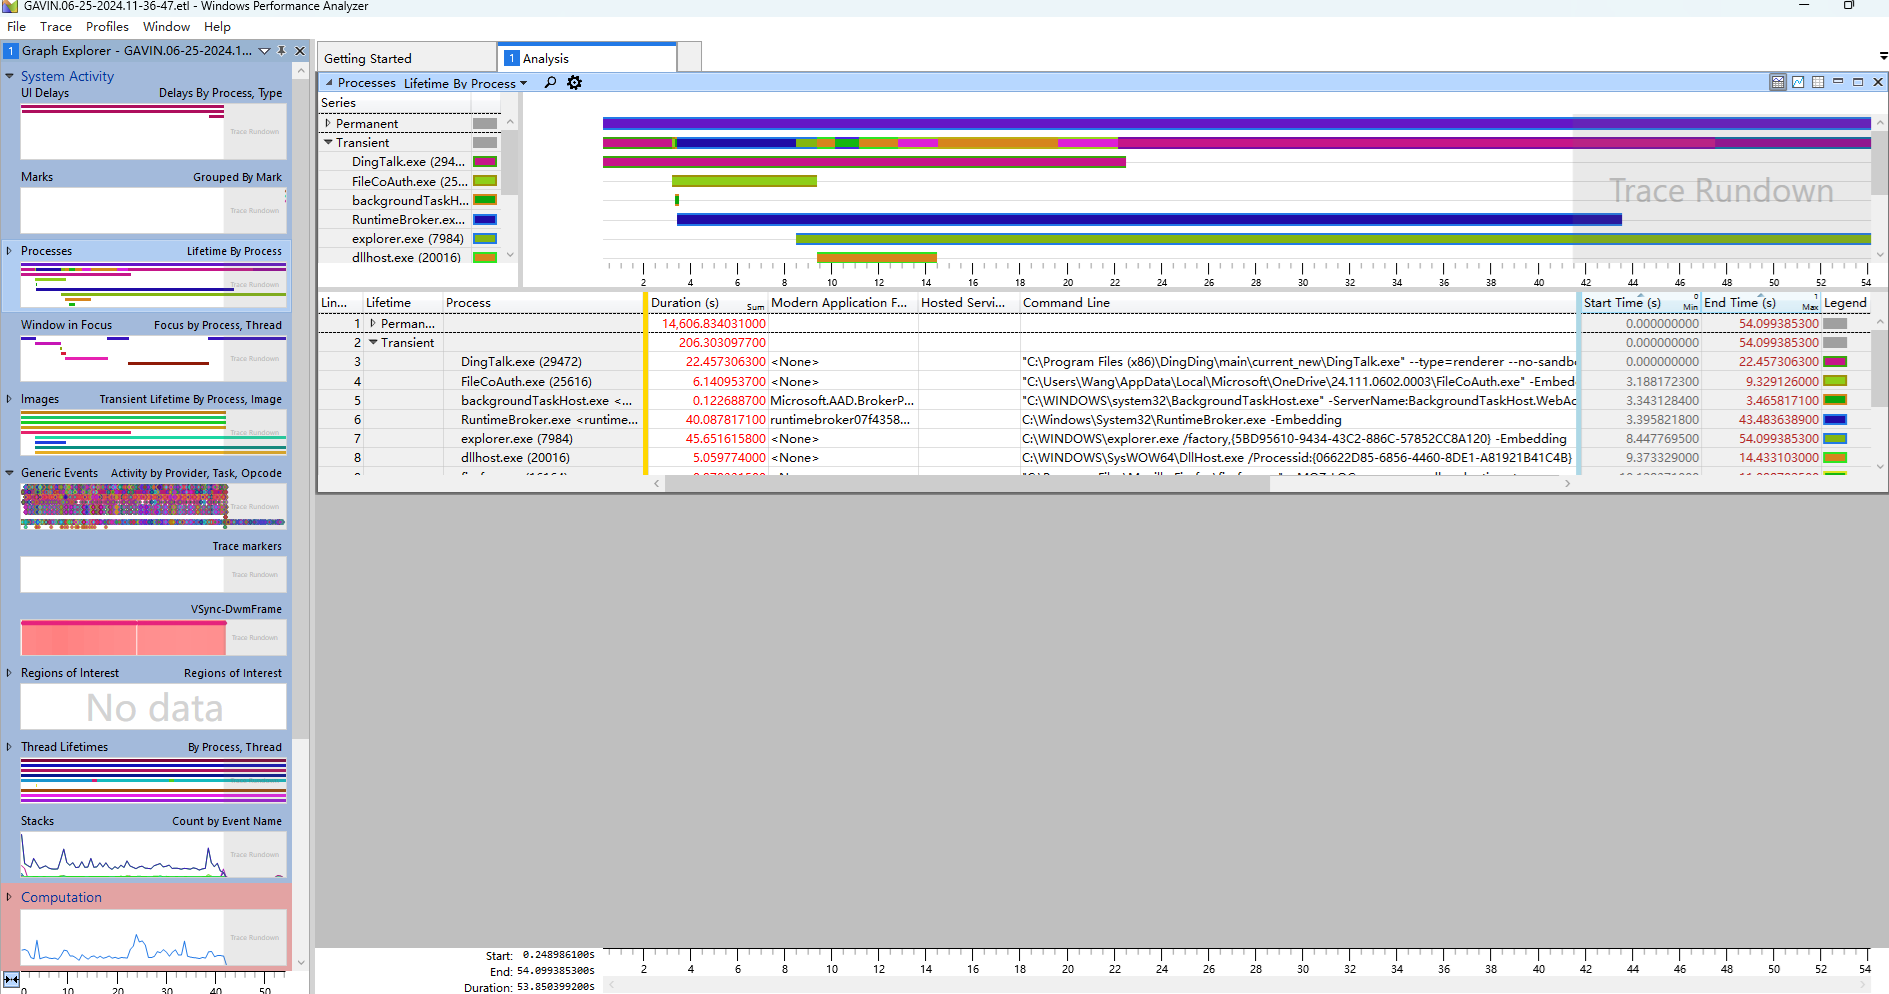 GAVIN.06-25-2024.11-36-47.etl - Windows Performance Analyzer
File Trace Profiles Window Help
1 Graph Explorer - GAVIN.06-25-2024.1...
System Activity
UI Delays Delays By Process, Type
Trace Rundown
Marks Grouped By Mark
Trace Rundown
Processes Lifetime By Process
Trace Rundown
Window in Focus Focus by Process, Thread
Trace Rundown
Images Transient Lifetime By Process, Image
Trace Rundown
Generic Events Activity by Provider, Task, Opcode
Trace Rundown
Trace markers
Trace Rundown
VSync-DwmFrame
Trace Rundown
Regions of Interest Regions of Interest
No data
Thread Lifetimes By Process, Thread
Stacks Count by Event Name
Trace Rundown
Computation
Trace Rundown
0 10 20 30 40 50
Getting Started
1 Analysis
Processes Lifetime By Process
Series
Permanent
Transient
DingTalk.exe (294...
FileCoAuth.exe (25...
backgroundTaskH...
RuntimeBroker.ex...
explorer.exe (7984)
dllhost.exe (20016)
Trace Rundown
2 4 6 8 10 12 14 16 18 20 22 24 26 28 30 32 34 36 38 40 42 44 46 48 50 52 54
Lin... Lifetime Process Duration (s) Sum Modern Application F... Hosted Servi... Command Line Start Time (s) 0 Min End Time (s) 1 Max Legend
1 Perman... 14,606.834031000 0.000000000 54.099385300
2 Transient 206.303097700 0.000000000 54.099385300
3 DingTalk.exe (29472) 22.457306300 <None> "C:\Program Files (x86)\DingDing\main\current_new\DingTalk.exe" --type=renderer --no-sandbo 0.000000000 22.457306300
4 FileCoAuth.exe (25616) 6.140953700 <None> "C:\Users\Wang\AppData\Local\Microsoft\OneDrive\24.111.0602.0003\FileCoAuth.exe" -Embed 3.188172300 9.329126000
5 backgroundTaskHost.exe <... 0.122688700 Microsoft.AAD.BrokerP... "C:\WINDOWS\system32\BackgroundTaskHost.exe" -ServerName:BackgroundTaskHost.WebAc 3.343128400 3.465817100
6 RuntimeBroker.exe <runtime... 40.087817100 runtimebroker07f4358... C:\Windows\System32\RuntimeBroker.exe -Embedding 3.395821800 43.483638900
7 explorer.exe (7984) 45.651615800 <None> C:\WINDOWS\explorer.exe /factory,{5BD95610-9434-43C2-886C-57852CC8A120} -Embedding 8.447769500 54.099385300
8 dllhost.exe (20016) 5.059774000 <None> C:\WINDOWS\SysWOW64\DllHost.exe /Processid:{06622D85-6856-4460-8DE1-A81921B41C4B} 9.373329000 14.433103000
Start: 0.248986100s
End: 54.099385300s
Duration: 53.850399200s
2 4 6 8 10 12 14 16 18 20 22 24 26 28 30 32 34 36 38 40 42 44 46 48 50 52 54